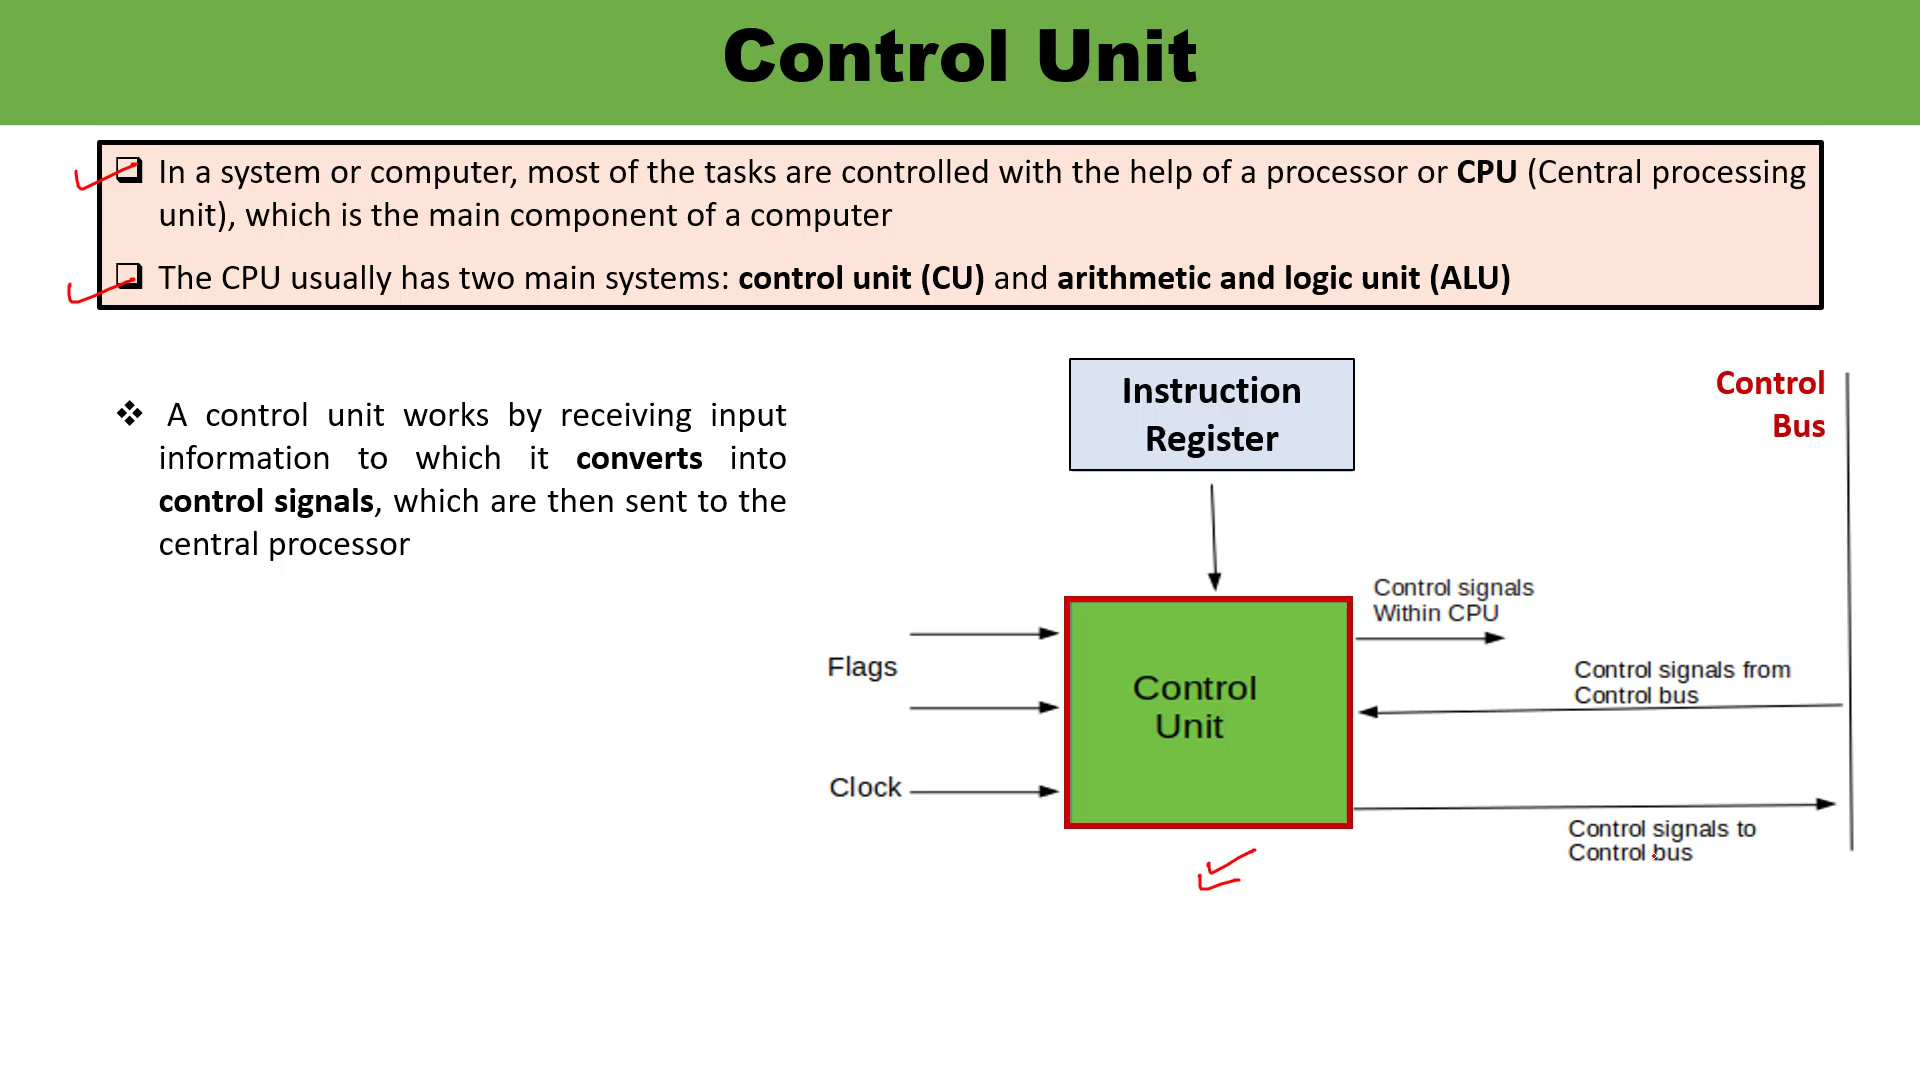 Control Unit
In a system or computer, most of the tasks are controlled with the help of a processor or CPU (Central processing
unit), which is the main component of a computer
The CPU usually has two main systems: control unit (CU) and arithmetic and logic unit (ALU)
A control unit works by receiving input
information to which it converts into
control signals, which are then sent to the
central processor
Instruction
Register
Control
Bus
Control signals
Within CPU
Flags
Control signals from
Control bus
Control
Unit
Clock
Control signals to
Control bus